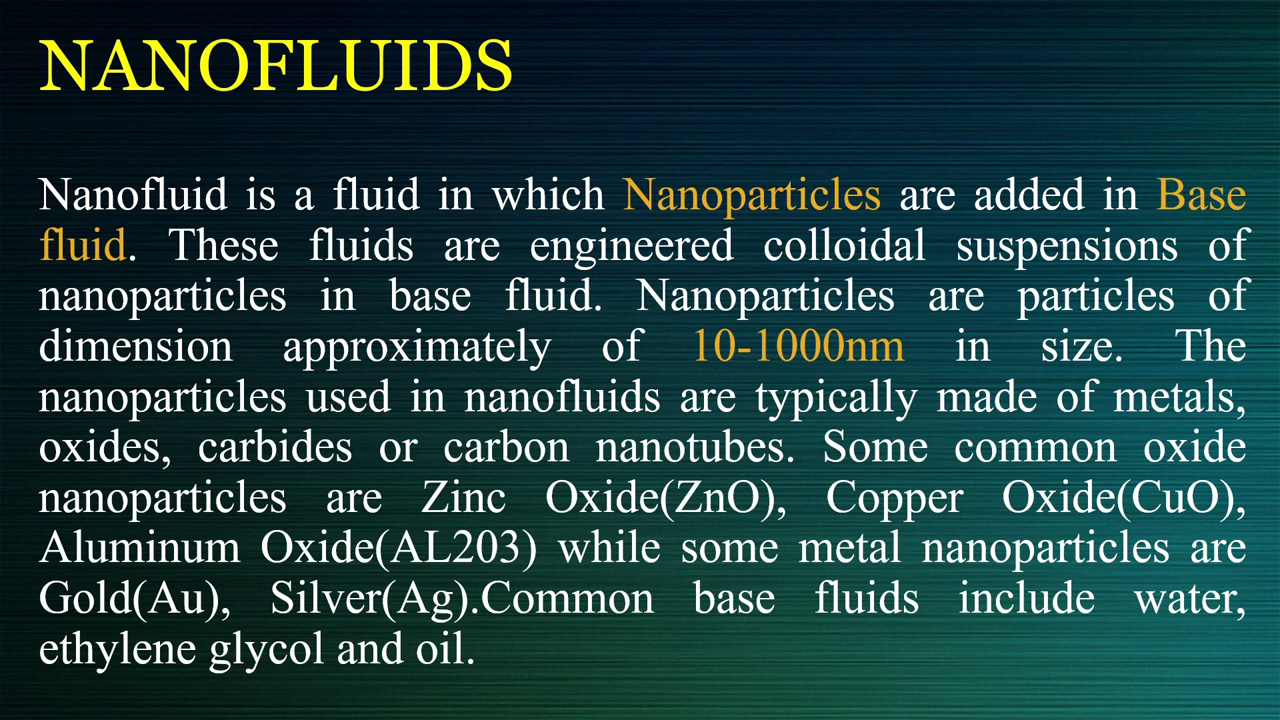 NANOFLUIDS
Nanofluid is a fluid in which Nanoparticles are added in Base
fluid. These fluids are engineered colloidal suspensions of
nanoparticles in base fluid. Nanoparticles are particles of
dimension approximately of 10-1000nm in size. The
nanoparticles used in nanofluids are typically made of metals,
oxides, carbides or carbon nanotubes. Some common oxide
nanoparticles are Zinc Oxide(ZnO), Copper Oxide(CuO),
Aluminum Oxide(AL203) while some metal nanoparticles are
Gold(Au), Silver(Ag).Common base fluids include water,
ethylene glycol and oil.